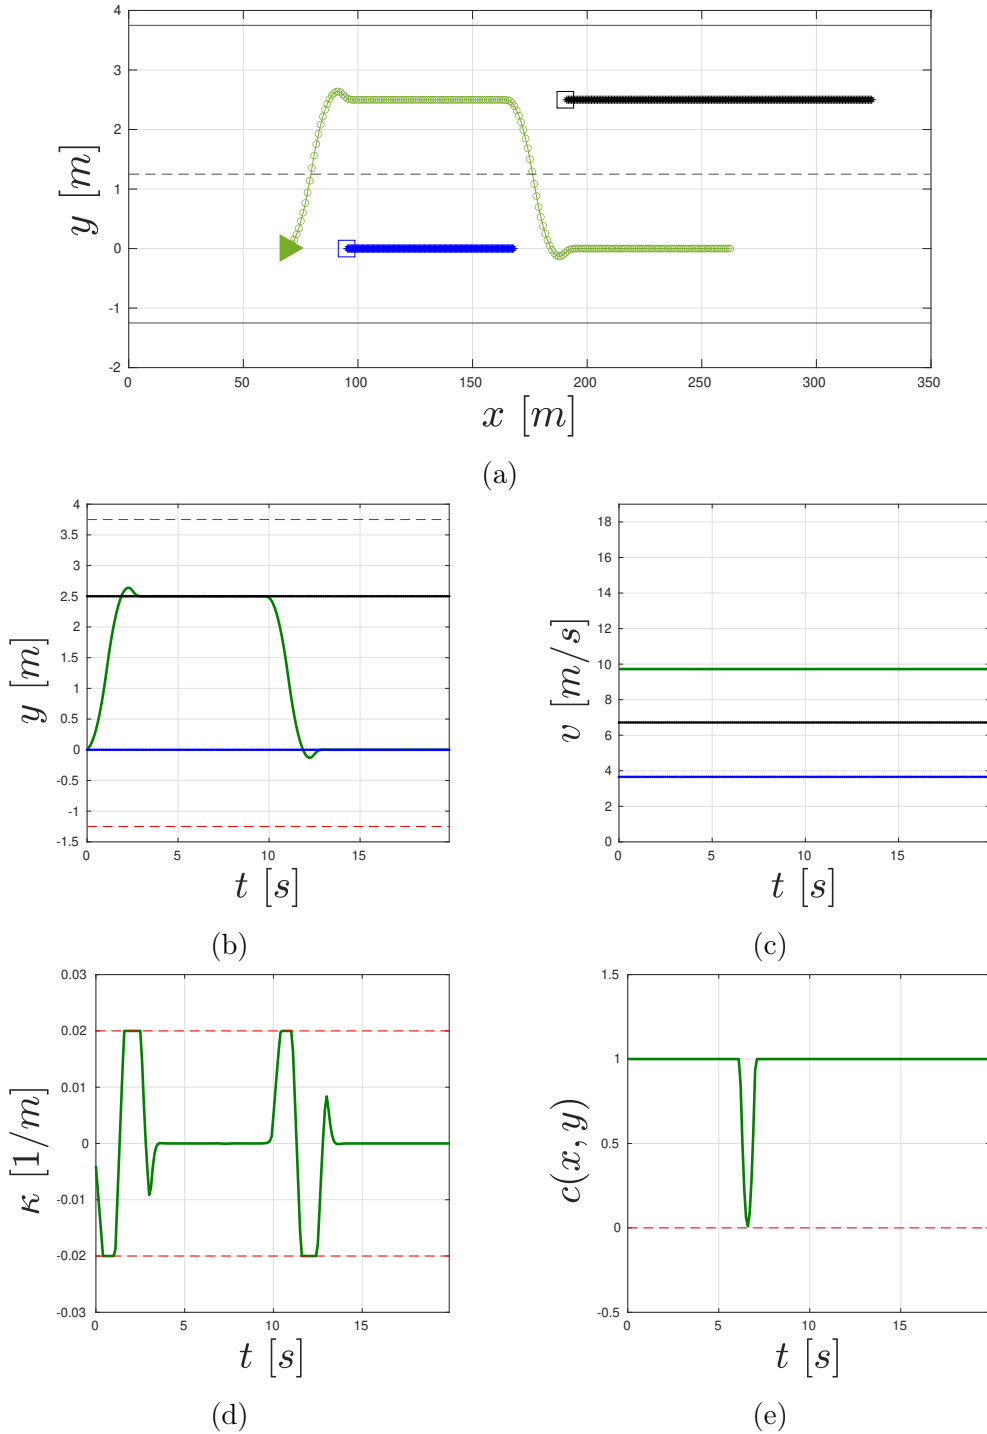 4
3
2
1
0
-1
-2
0 50 100 150 200 250 300 350
y [m]
x [m]
(a)
4
3.5
3
2.5
2
1.5
1
0.5
0
-0.5
-1
-1.5
0 5 10 15
y [m]
t [s]
(b)
18
16
14
12
10
8
6
4
2
0
0 5 10 15
v [m/s]
t [s]
(c)
0.03
0.02
0.01
0
-0.01
-0.02
-0.03
0 5 10 15
κ [1/m]
t [s]
(d)
1.5
1
0.5
0
-0.5
0 5 10 15
c(x, y)
t [s]
(e)